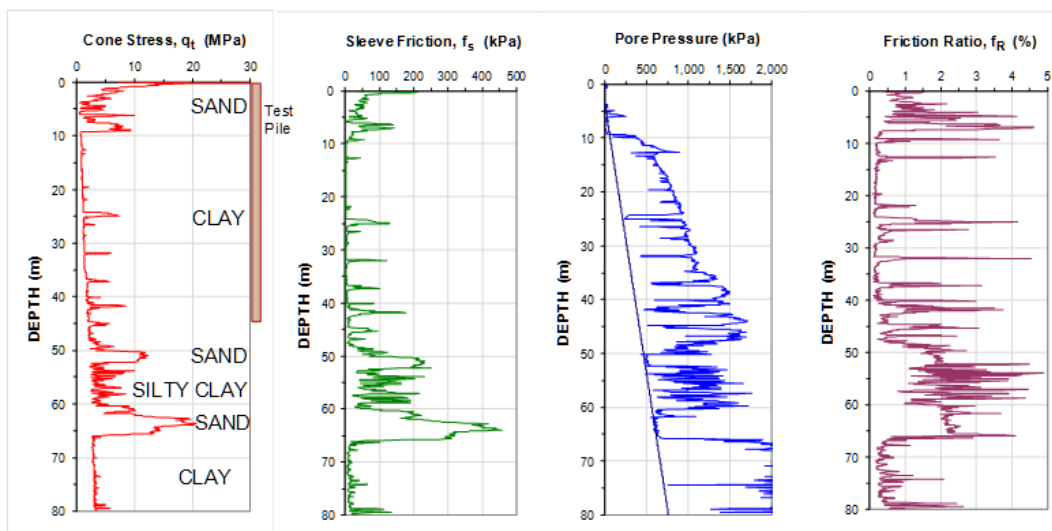 Cone Stress, qt (MPa)
0 10 20 30
DEPTH (m)
0
10
20
30
40
50
60
70
80
SAND
CLAY
SAND
SILTY CLAY
SAND
CLAY
Test
Pile
Sleeve Friction, fs (kPa)
0 100 200 300 400 500
DEPTH (m)
0
10
20
30
40
50
60
70
80
Pore Pressure (kPa)
0 500 1,000 1,500 2,000
DEPTH (m)
0
10
20
30
40
50
60
70
80
Friction Ratio, fR (%)
0 1 2 3 4 5
DEPTH (m)
0
10
20
30
40
50
60
70
80